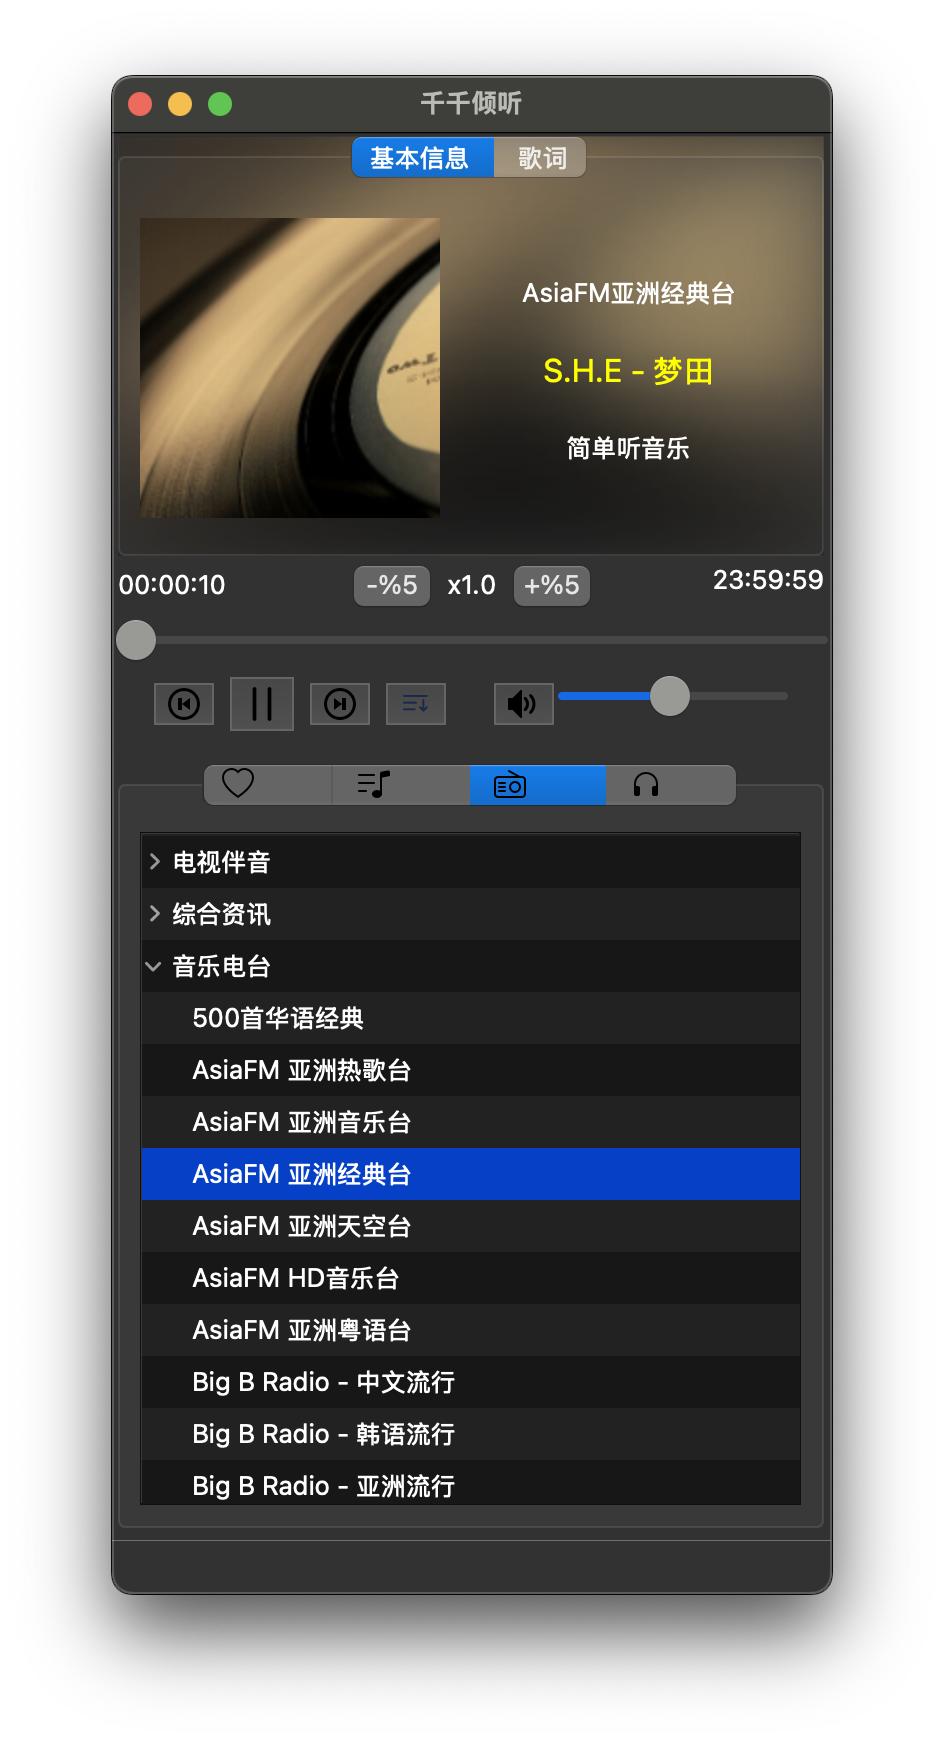 千千倾听
基本信息 歌词
AsiaFM亚洲经典台
S.H.E - 梦田
简单听音乐
00:00:10 -%5 x1.0 +%5 23:59:59
电视伴音
综合资讯
音乐电台
500首华语经典
AsiaFM 亚洲热歌台
AsiaFM 亚洲音乐台
AsiaFM 亚洲经典台
AsiaFM 亚洲天空台
AsiaFM HD音乐台
AsiaFM 亚洲粤语台
Big B Radio - 中文流行
Big B Radio - 韩语流行
Big B Radio - 亚洲流行